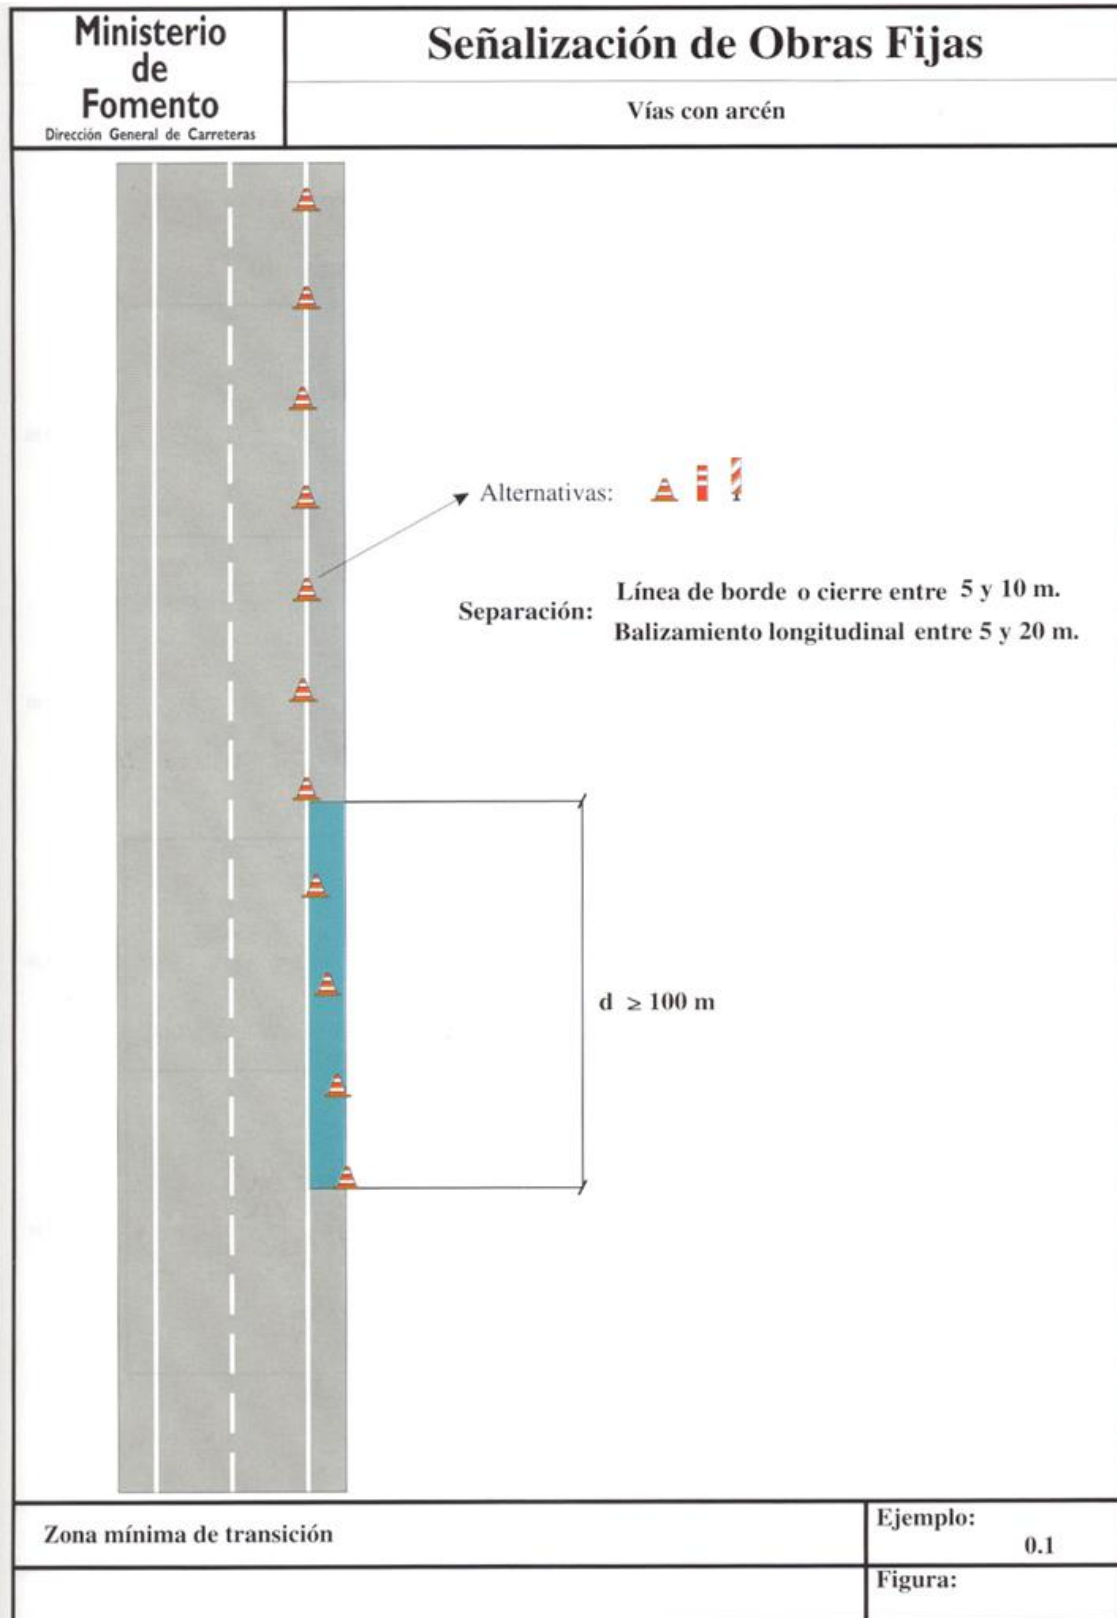 Ministerio
de
Fomento
Dirección General de Carreteras
Señalización de Obras Fijas
Vías con arcén
Alternativas:
Separación:
Línea de borde o cierre entre 5 y 10 m.
Balizamiento longitudinal entre 5 y 20 m.
d ≥ 100 m
Zona mínima de transición
Ejemplo:
0.1
Figura: